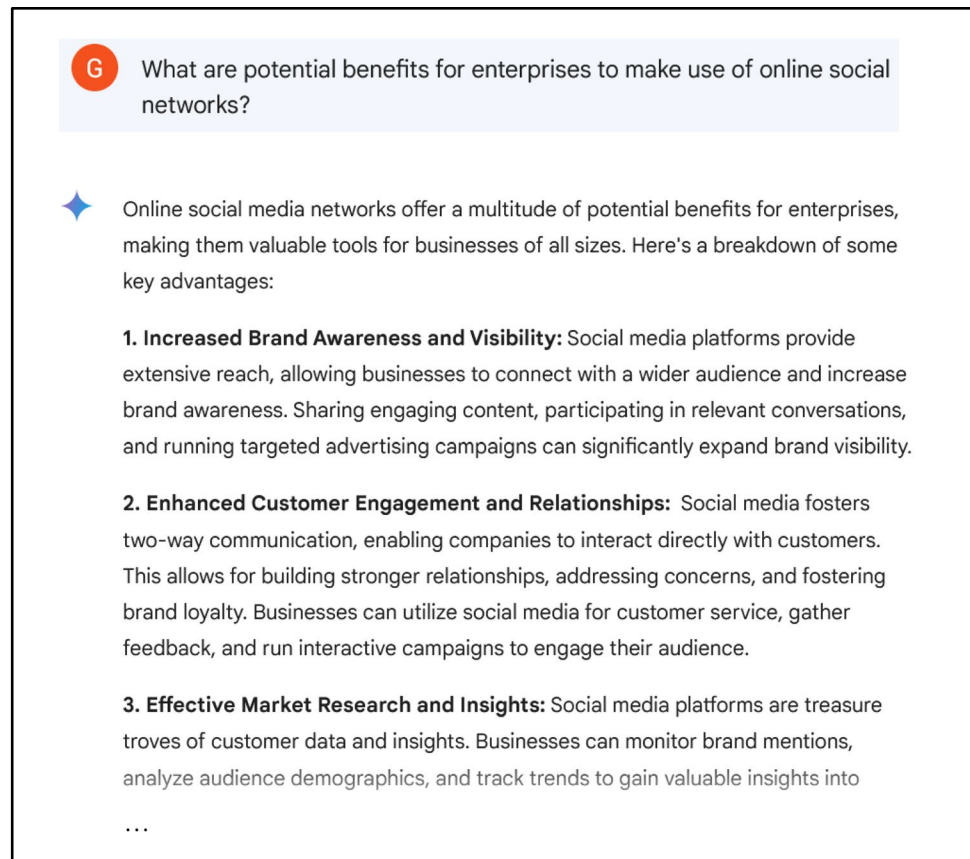 G
What are potential benefits for enterprises to make use of online social
networks?
Online social media networks offer a multitude of potential benefits for enterprises,
making them valuable tools for businesses of all sizes. Here's a breakdown of some
key advantages:
1. Increased Brand Awareness and Visibility: Social media platforms provide
extensive reach, allowing businesses to connect with a wider audience and increase
brand awareness. Sharing engaging content, participating in relevant conversations,
and running targeted advertising campaigns can significantly expand brand visibility.
2. Enhanced Customer Engagement and Relationships: Social media fosters
two-way communication, enabling companies to interact directly with customers.
This allows for building stronger relationships, addressing concerns, and fostering
brand loyalty. Businesses can utilize social media for customer service, gather
feedback, and run interactive campaigns to engage their audience.
3. Effective Market Research and Insights: Social media platforms are treasure
troves of customer data and insights. Businesses can monitor brand mentions,
analyze audience demographics, and track trends to gain valuable insights into
...